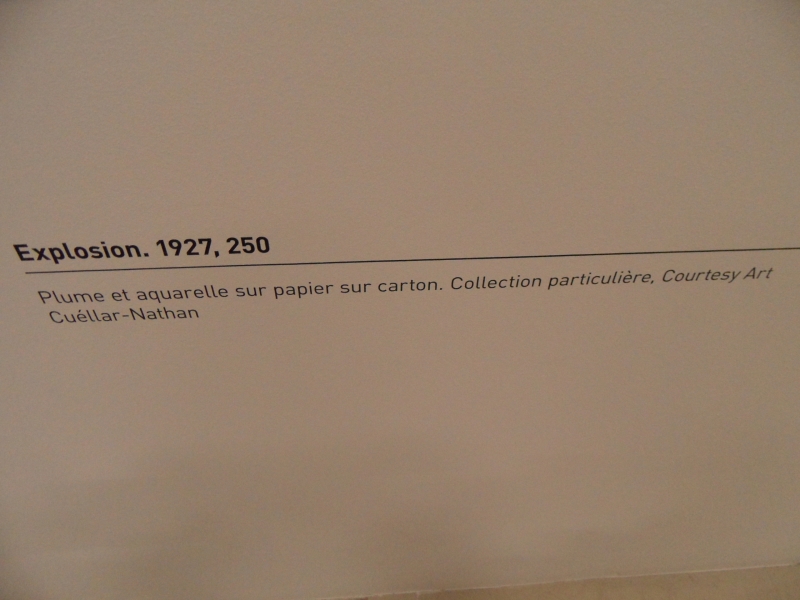 Explosion. 1927, 250
Plume et aquarelle sur papier sur carton. Collection particulière, Courtesy Art
Cuéllar-Nathan